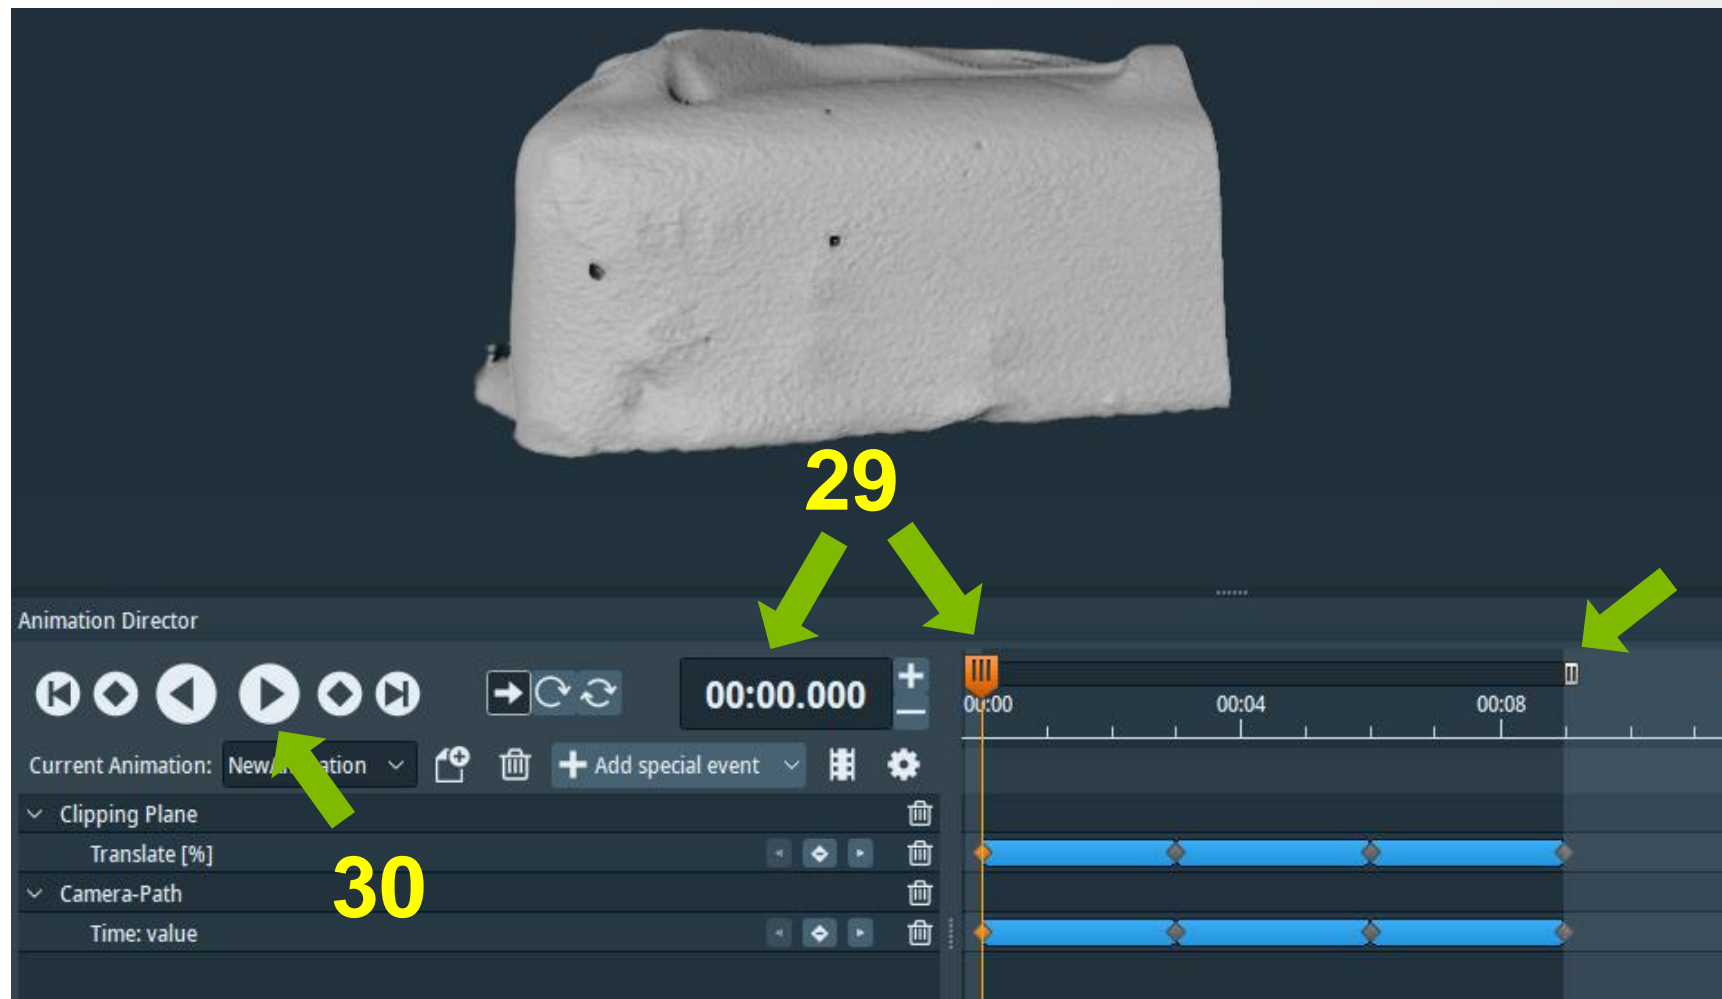 29
Animation Director
00:00.000
00:00 00:04 00:08
Current Animation: NewAnimation
Add special event
Clipping Plane
Translate [%]
30
Camera-Path
Time: value